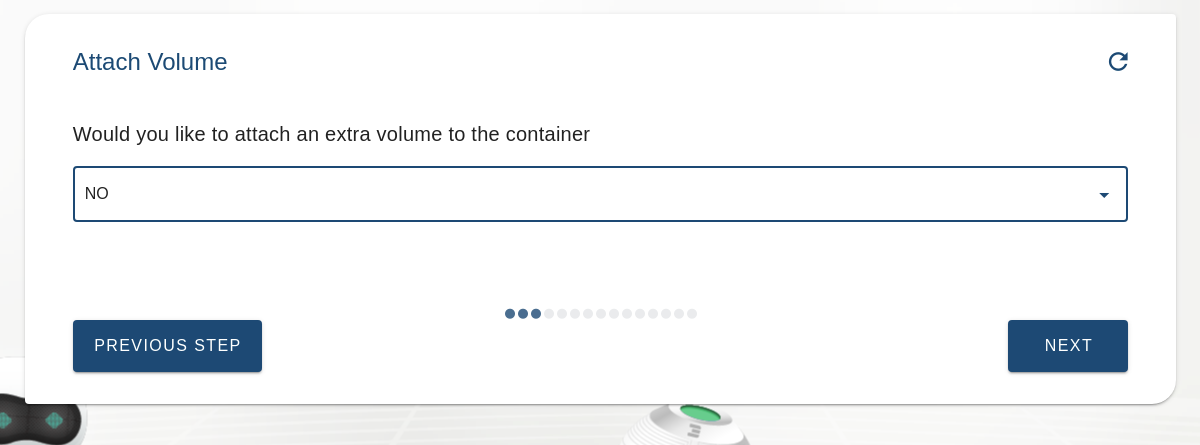 Attach Volume
Would you like to attach an extra volume to the container
NO
PREVIOUS STEP
NEXT